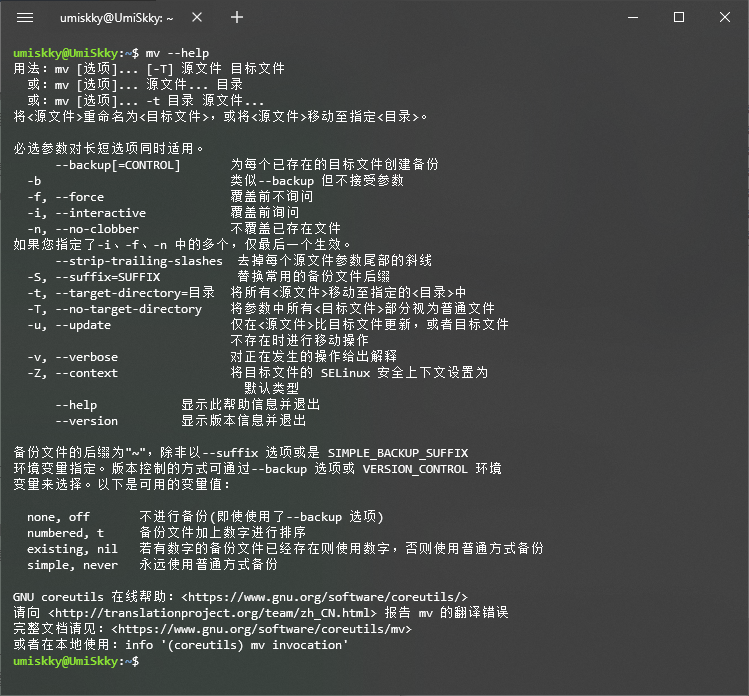 umiskky@UmiSkky: ~
umiskky@UmiSkky:~$ mv --help
用法：mv [选项]... [-T] 源文件 目标文件
　或：mv [选项]... 源文件... 目录
　或：mv [选项]... -t 目录 源文件...
将<源文件>重命名为<目标文件>，或将<源文件>移动至指定<目录>。
必选参数对长短选项同时适用。
      --backup[=CONTROL]       为每个已存在的目标文件创建备份
  -b                           类似--backup 但不接受参数
  -f, --force                  覆盖前不询问
  -i, --interactive            覆盖前询问
  -n, --no-clobber             不覆盖已存在文件
如果您指定了-i、-f、-n 中的多个，仅最后一个生效。
      --strip-trailing-slashes  去掉每个源文件参数尾部的斜线
  -S, --suffix=SUFFIX           替换常用的备份文件后缀
  -t, --target-directory=目录  将所有<源文件>移动至指定的<目录>中
  -T, --no-target-directory    将参数中所有<目标文件>部分视为普通文件
  -u, --update                 仅在<源文件>比目标文件更新，或者目标文件
                               不存在时进行移动操作
  -v, --verbose                对正在发生的操作给出解释
  -Z, --context                将目标文件的 SELinux 安全上下文设置为
                                 默认类型
      --help            显示此帮助信息并退出
      --version         显示版本信息并退出
备份文件的后缀为"~"，除非以--suffix 选项或是 SIMPLE_BACKUP_SUFFIX
环境变量指定。版本控制的方式可通过--backup 选项或 VERSION_CONTROL 环境
变量来选择。以下是可用的变量值：
  none, off       不进行备份(即使使用了--backup 选项)
  numbered, t     备份文件加上数字进行排序
  existing, nil   若有数字的备份文件已经存在则使用数字，否则使用普通方式备份
  simple, never   永远使用普通方式备份
GNU coreutils 在线帮助：<https://www.gnu.org/software/coreutils/>
请向 <http://translationproject.org/team/zh_CN.html> 报告 mv 的翻译错误
完整文档请见：<https://www.gnu.org/software/coreutils/mv>
或者在本地使用：info '(coreutils) mv invocation'
umiskky@UmiSkky:~$